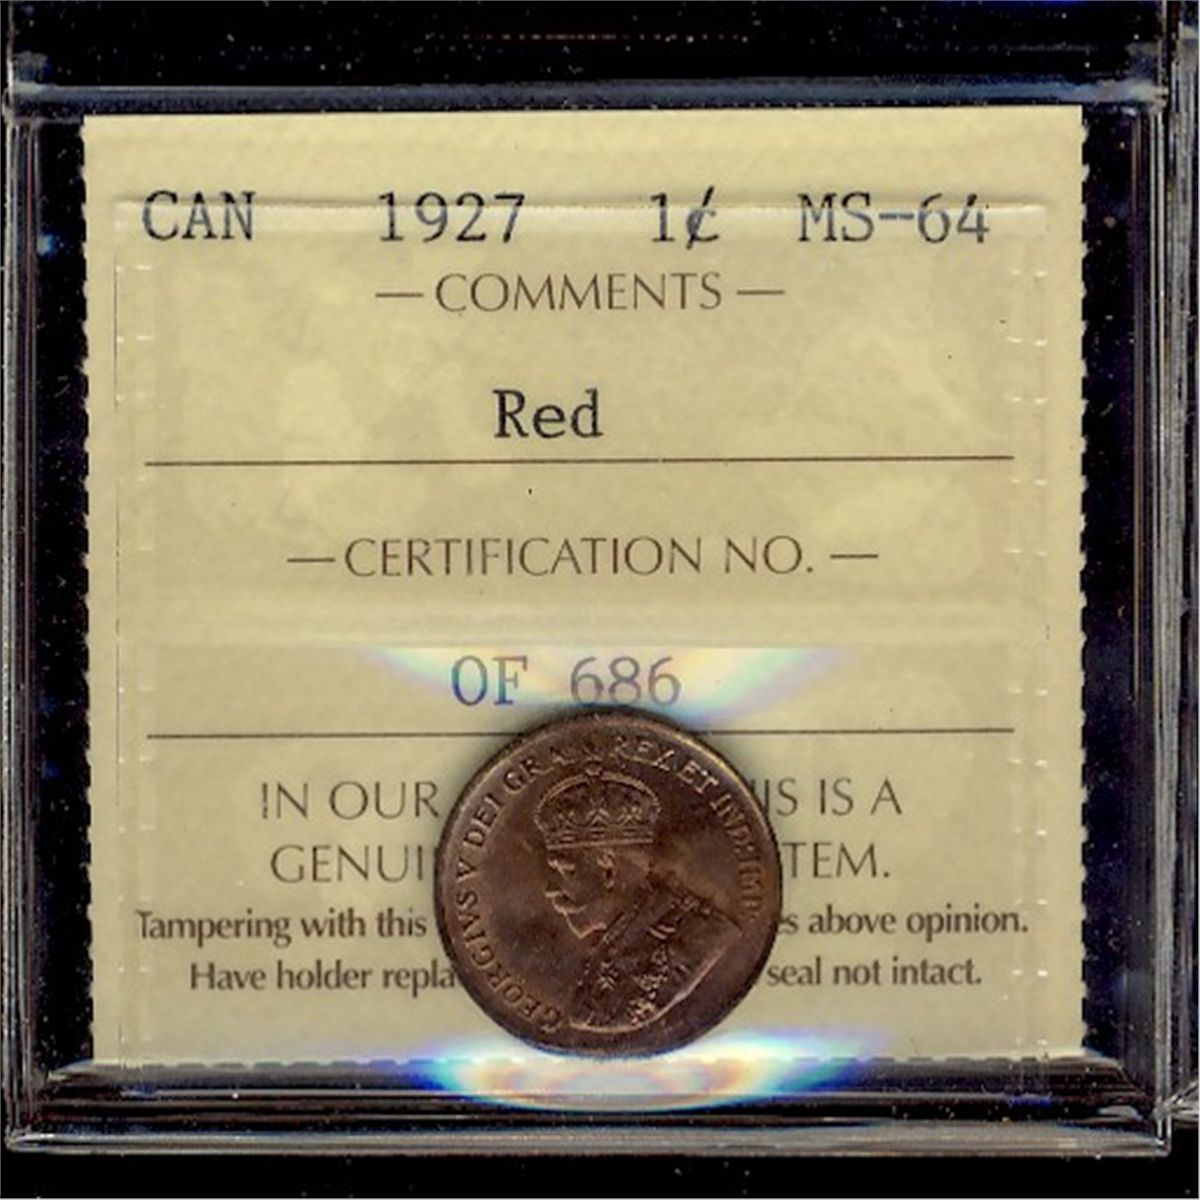 CAN 1927 1¢ MS-64
— COMMENTS —
Red
— CERTIFICATION NO. —
OF 686
IN OUR IS IS A
GENUI TEM.
Tampering with this s above opinion.
Have holder repla seal not intact.
GEORGIVS V DEI GRA: REX ET IND:IMP: